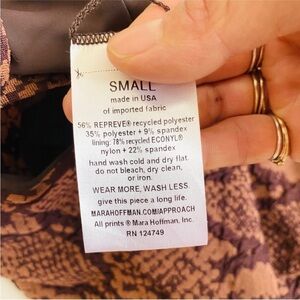 SMALL
made in USA
of imported fabric
56% REPREVE® recycled polyester
35% polyester + 9% spandex
lining: 78% recycled ECONYL®
nylon + 22% spandex
hand wash cold and dry flat.
do not bleach, dry clean,
or iron.
WEAR MORE, WASH LESS.
give this piece a long life.
MARAHOFFMAN.COM/APPROACH
All prints ® Mara Hoffman, Inc.
RN 124749